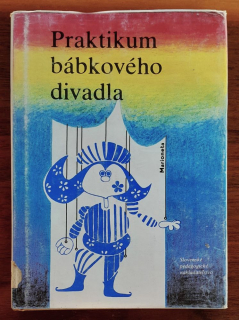 Praktikum
bábkového
divadla
Marioneta
Slovenské
pedagogické
nakladateľstvo